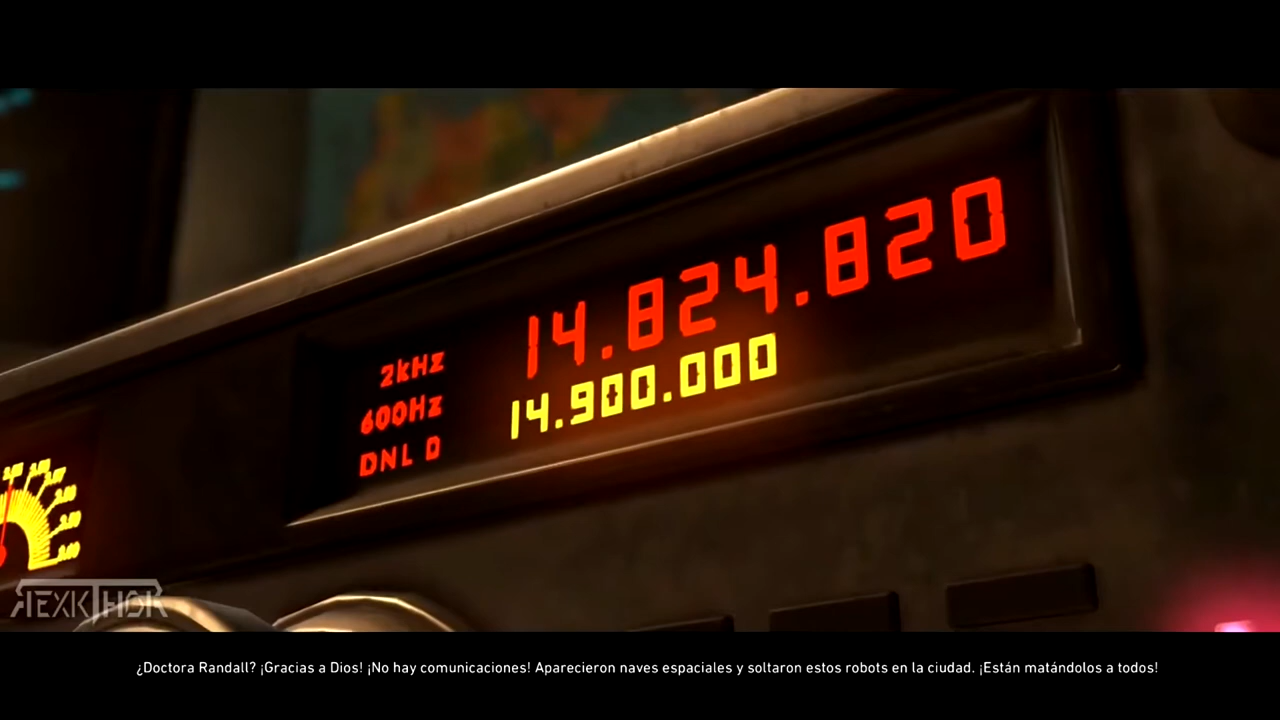 14.824.820
2kHz
14.900.000
600Hz
DNL D
TEXKTHOR
¿Doctora Randall? ¡Gracias a Dios! ¡No hay comunicaciones! Aparecieron naves espaciales y soltaron estos robots en la ciudad. ¡Están matándolos a todos!